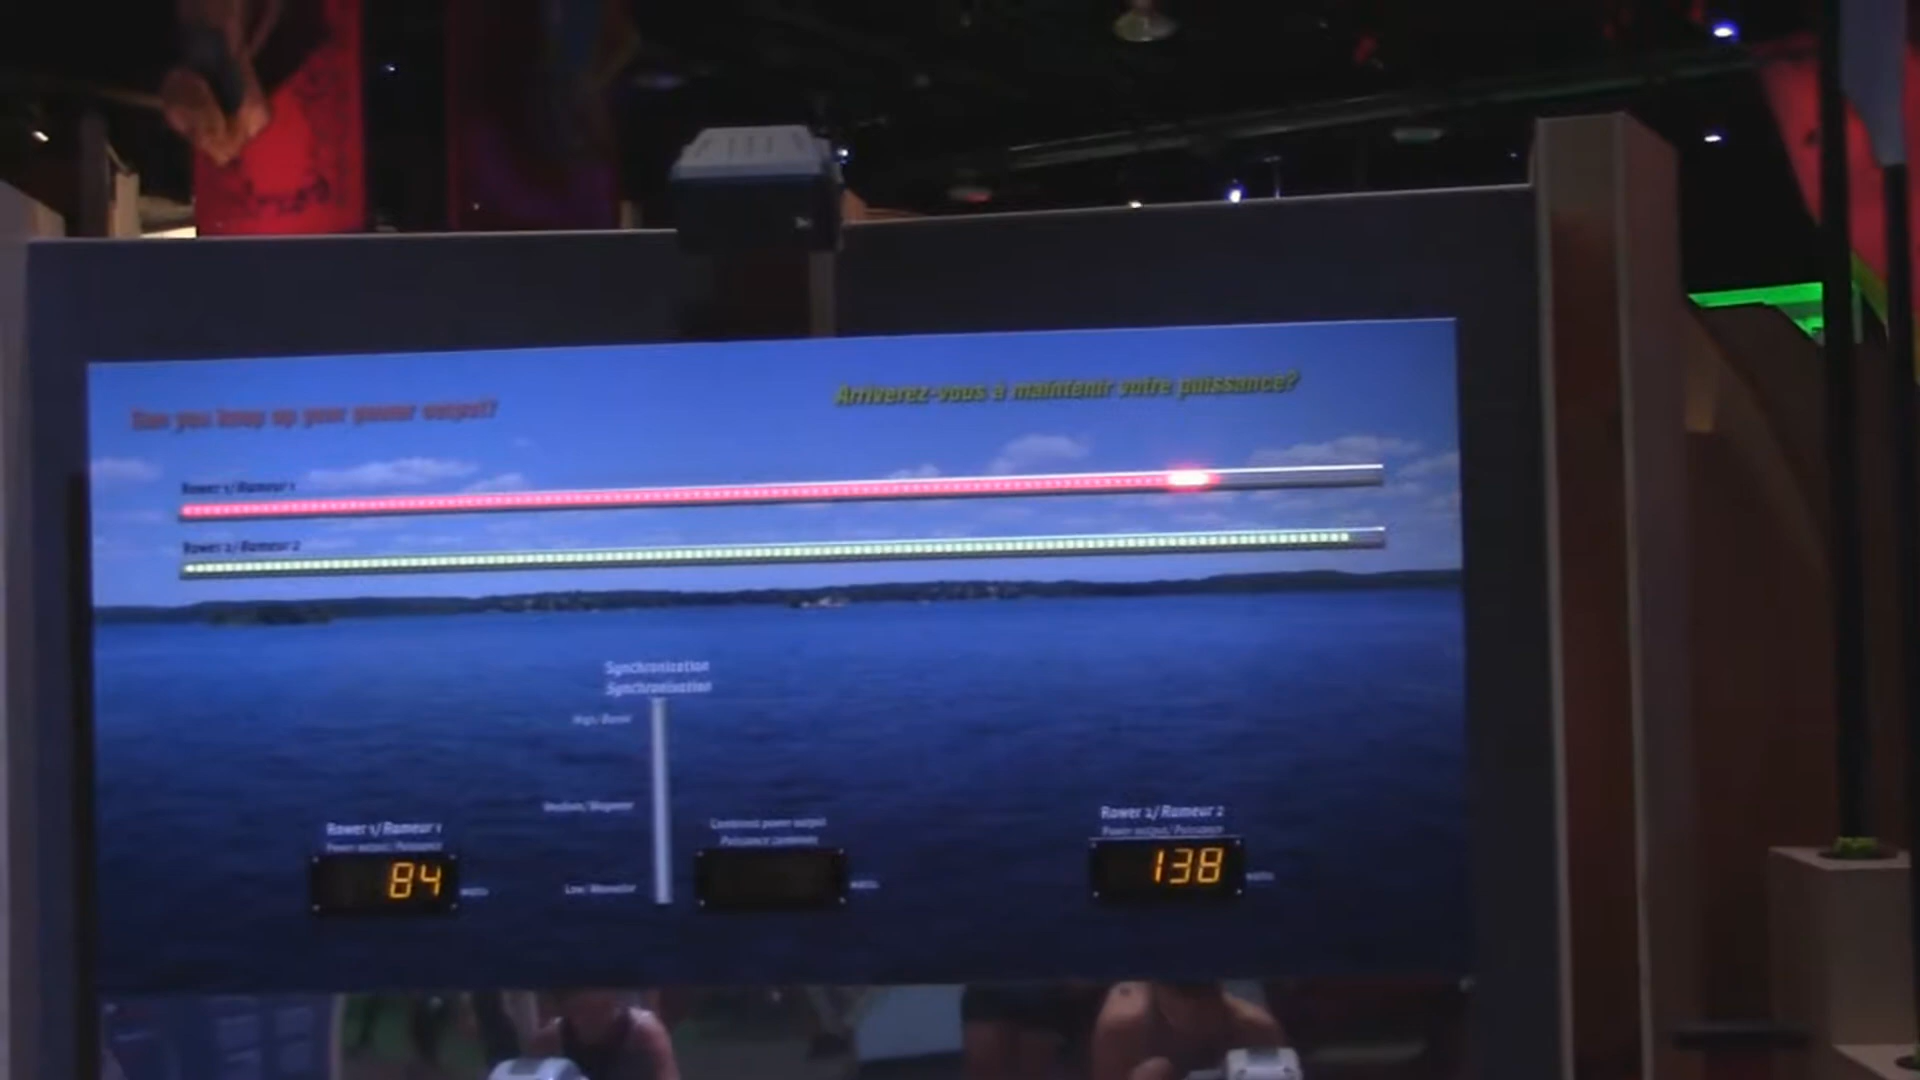 Can you keep up your power output?
Arriverez-vous à maintenir votre puissance?
Rower 1/Rameur 1
Rower 2/Rameur 2
Synchronization
Synchronisation
High/Élevée
Medium/Moyenne
Low/Mauvaise
Rower 1/Rameur 1
Power output/Puissance
84
watts
Combined power output
Puissance combinée
watts
Rower 2/Rameur 2
Power output/Puissance
138
watts